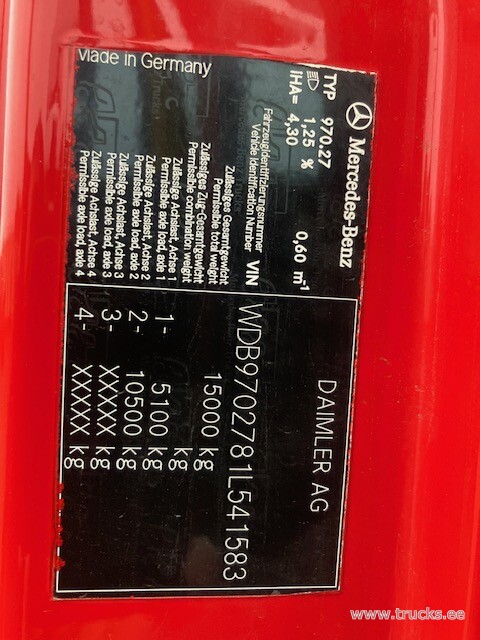 Mercedes-Benz
DAIMLER AG
TYP 970.27
1,25 % 0,60 m⁻¹
IHA= 4,30
Fahrzeugidentifizierungsnummer
Vehicle Identification Number VIN WDB9702781L541583
Zulässiges Gesamtgewicht
Permissible total weight 15000 kg
Zulässiges Zug-Gesamtgewicht
Permissible combination weight kg
Zulässige Achslast, Achse 1
Permissible axle load, axle 1 1- 5100 kg
Zulässige Achslast, Achse 2
Permissible axle load, axle 2 2- 10500 kg
Zulässige Achslast, Achse 3
Permissible axle load, axle 3 3- XXXXXX kg
Zulässige Achslast, Achse 4
Permissible axle load, axle 4 4- XXXXXX kg
Made in Germany
www.trucks.ee